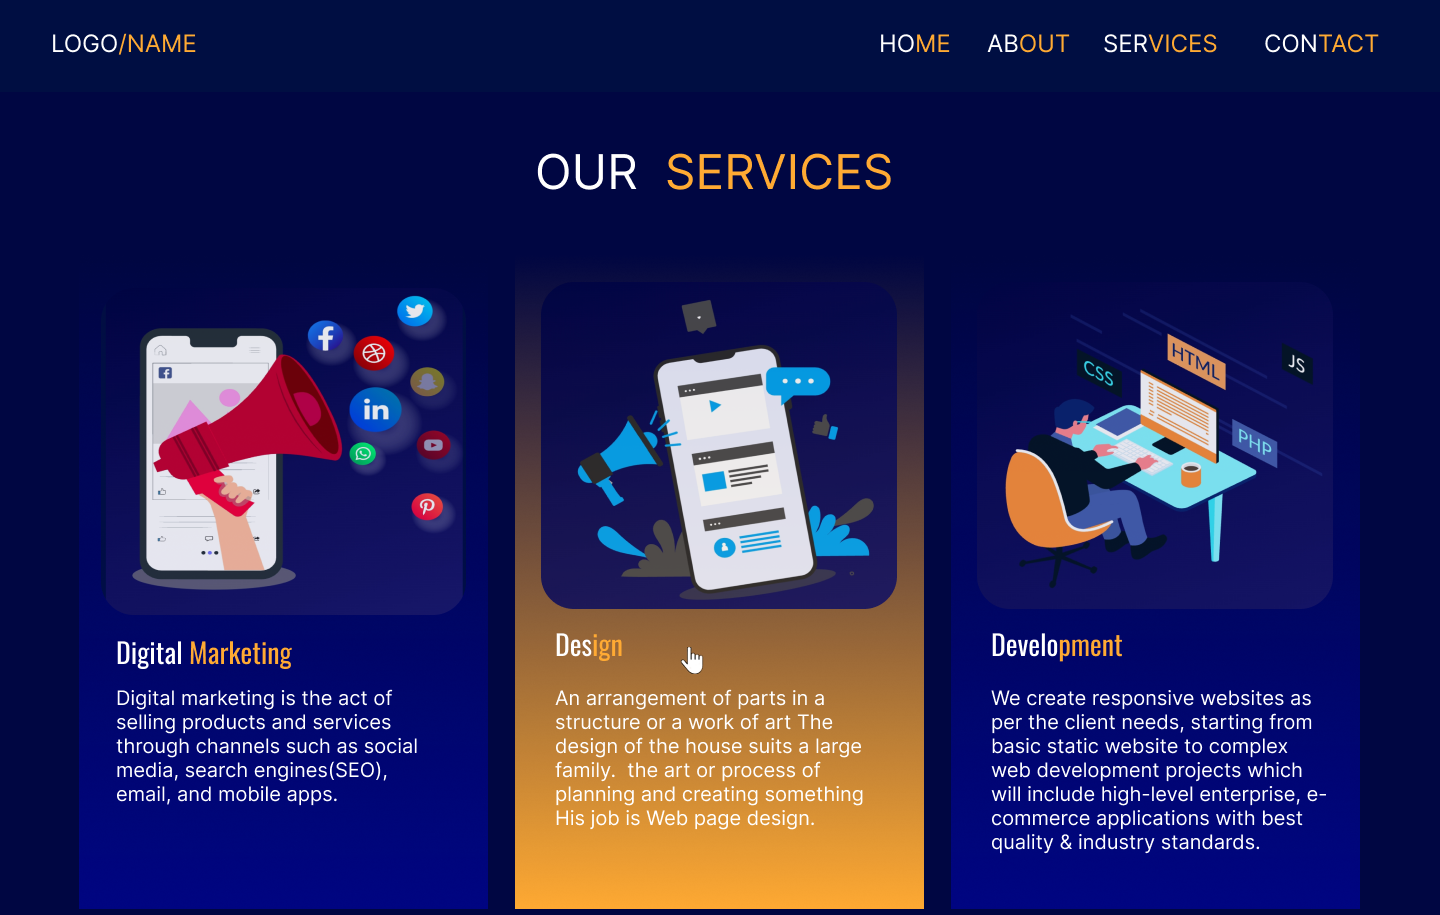 LOGO/NAME
HOME ABOUT SERVICES CONTACT
OUR SERVICES
in
CSS
HTML
JS
PHP
Digital Marketing
Digital marketing is the act of
selling products and services
through channels such as social
media, search engines(SEO),
email, and mobile apps.
Design
An arrangement of parts in a
structure or a work of art The
design of the house suits a large
family.  the art or process of
planning and creating something
His job is Web page design.
Development
We create responsive websites as
per the client needs, starting from
basic static website to complex
web development projects which
will include high-level enterprise, e-
commerce applications with best
quality & industry standards.